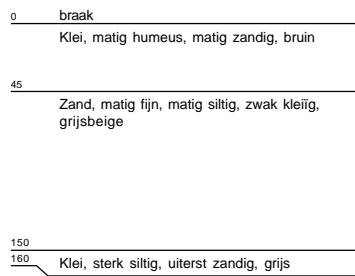 0 braak
Klei, matig humeus, matig zandig, bruin
45
Zand, matig fijn, matig siltig, zwak kleiïg,
grijsbeige
150
160
Klei, sterk siltig, uiterst zandig, grijs